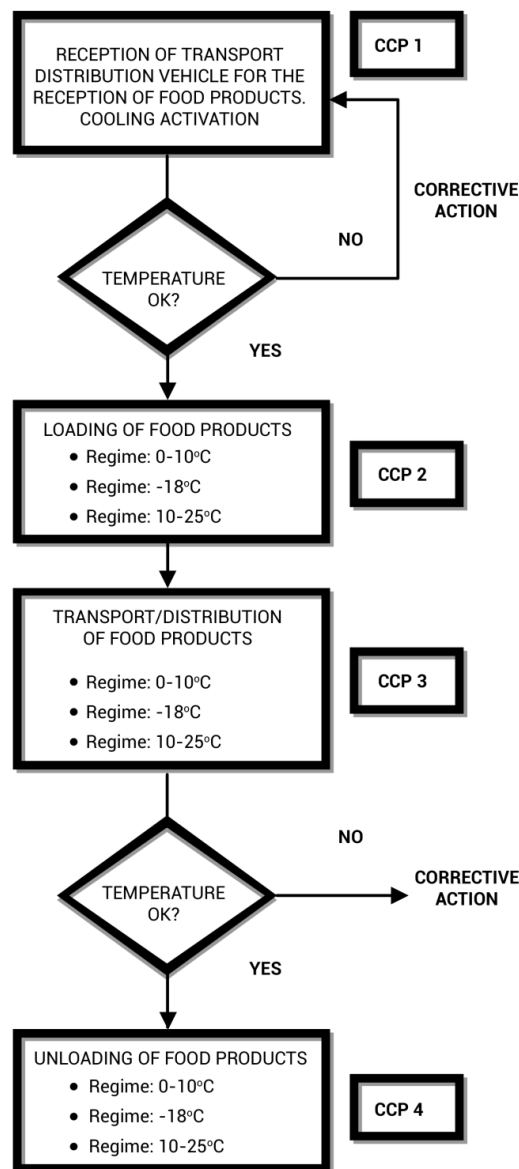 RECEPTION OF TRANSPORT
DISTRIBUTION VEHICLE FOR THE
RECEPTION OF FOOD PRODUCTS.
COOLING ACTIVATION
CCP 1
CORRECTIVE
ACTION
NO
TEMPERATURE
OK?
YES
LOADING OF FOOD PRODUCTS
• Regime: 0-10°C
• Regime: -18°C
• Regime: 10-25°C
CCP 2
TRANSPORT/DISTRIBUTION
OF FOOD PRODUCTS
• Regime: 0-10°C
• Regime: -18°C
• Regime: 10-25°C
CCP 3
NO
TEMPERATURE
OK?
CORRECTIVE
ACTION
YES
UNLOADING OF FOOD PRODUCTS
• Regime: 0-10°C
• Regime: -18°C
• Regime: 10-25°C
CCP 4